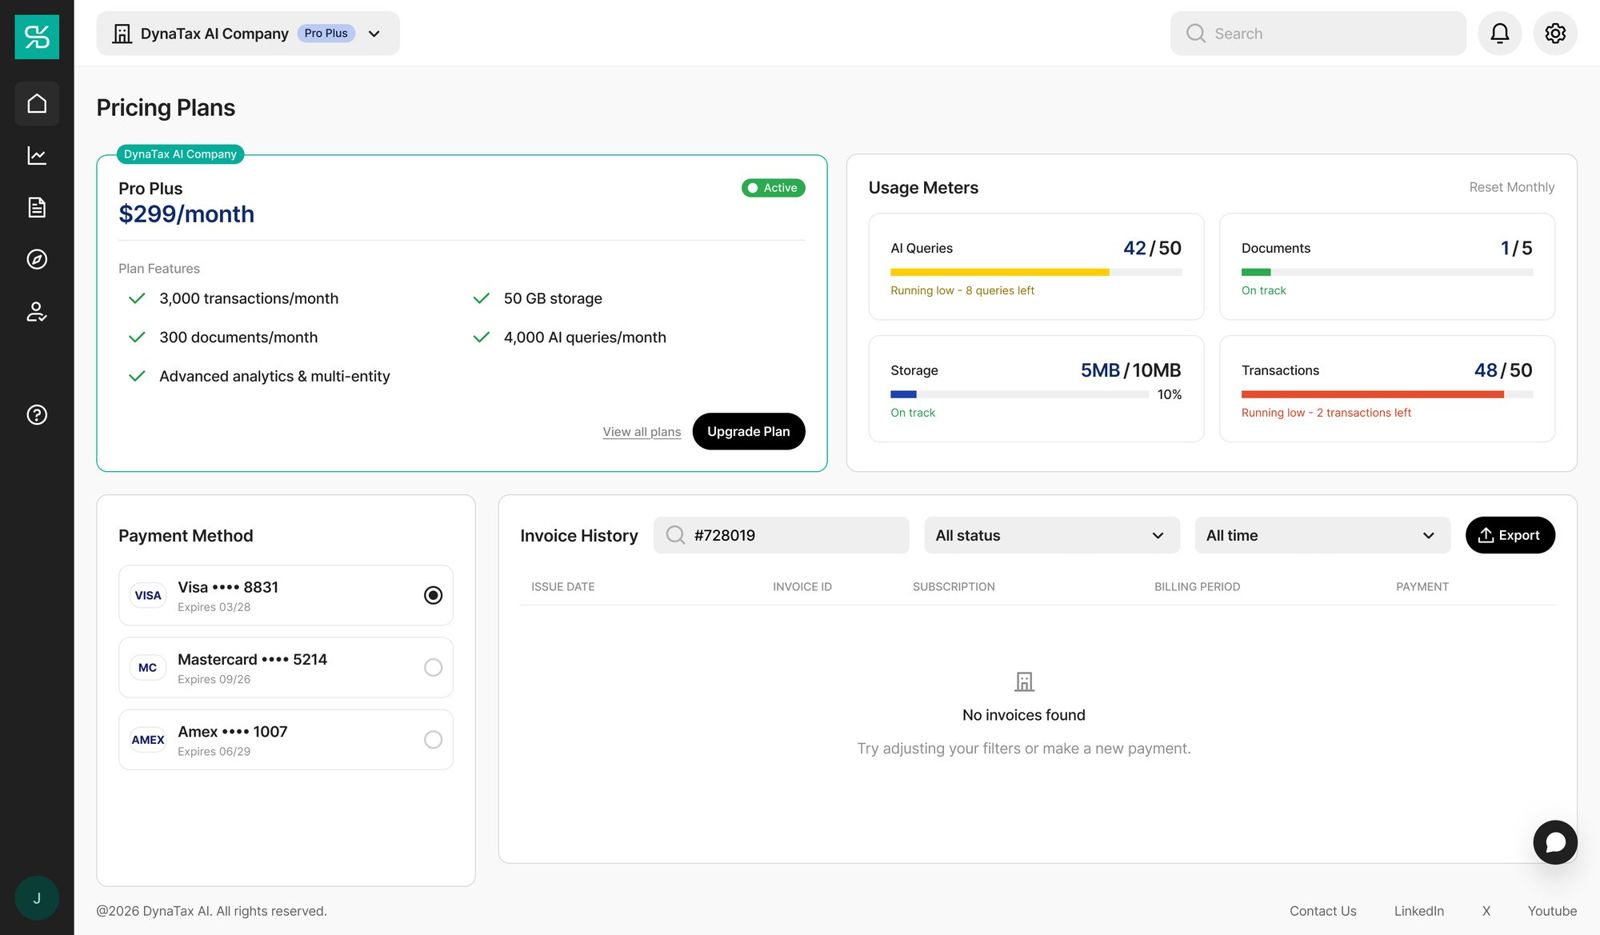 DynaTax AI Company Pro Plus
Search
Pricing Plans
DynaTax AI Company
Pro Plus
Active
$299/month
Plan Features
3,000 transactions/month
50 GB storage
300 documents/month
4,000 AI queries/month
Advanced analytics & multi-entity
View all plans
Upgrade Plan
Usage Meters
Reset Monthly
AI Queries
42/50
Running low - 8 queries left
Documents
1/5
On track
Storage
5MB/10MB
10%
On track
Transactions
48/50
Running low - 2 transactions left
Payment Method
VISA
Visa •••• 8831
Expires 03/28
MC
Mastercard •••• 5214
Expires 09/26
AMEX
Amex •••• 1007
Expires 06/29
Invoice History
#728019
All status
All time
Export
ISSUE DATE
INVOICE ID
SUBSCRIPTION
BILLING PERIOD
PAYMENT
No invoices found
Try adjusting your filters or make a new payment.
J
@2026 DynaTax AI. All rights reserved.
Contact Us
LinkedIn
X
Youtube